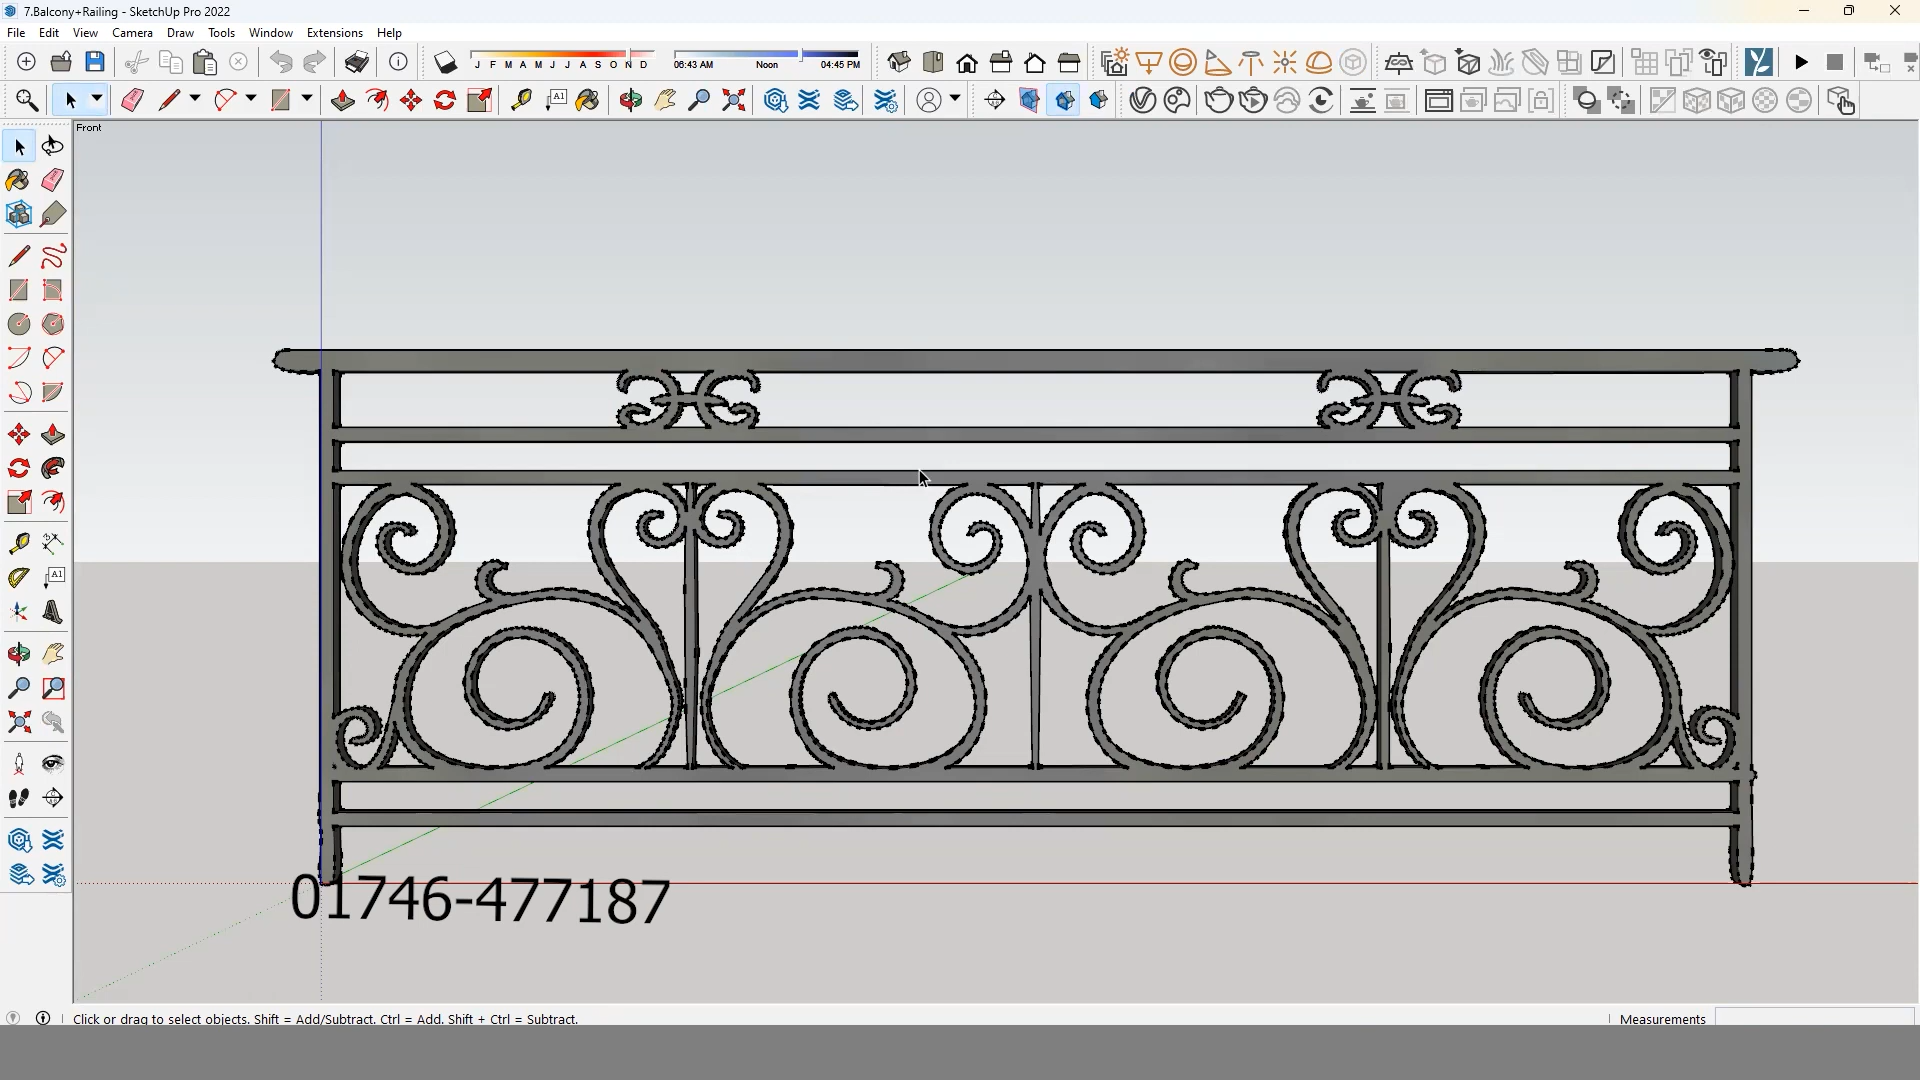 7.Balcony+Railing - SketchUp Pro 2022
File Edit View Camera Draw Tools Window Extensions Help
J F M A M J J A S O N D
06:43 AM Noon 04:45 PM
A1
Front
A1
01746-477187
Click or drag to select objects. Shift = Add/Subtract. Ctrl = Add. Shift + Ctrl = Subtract.
Measurements